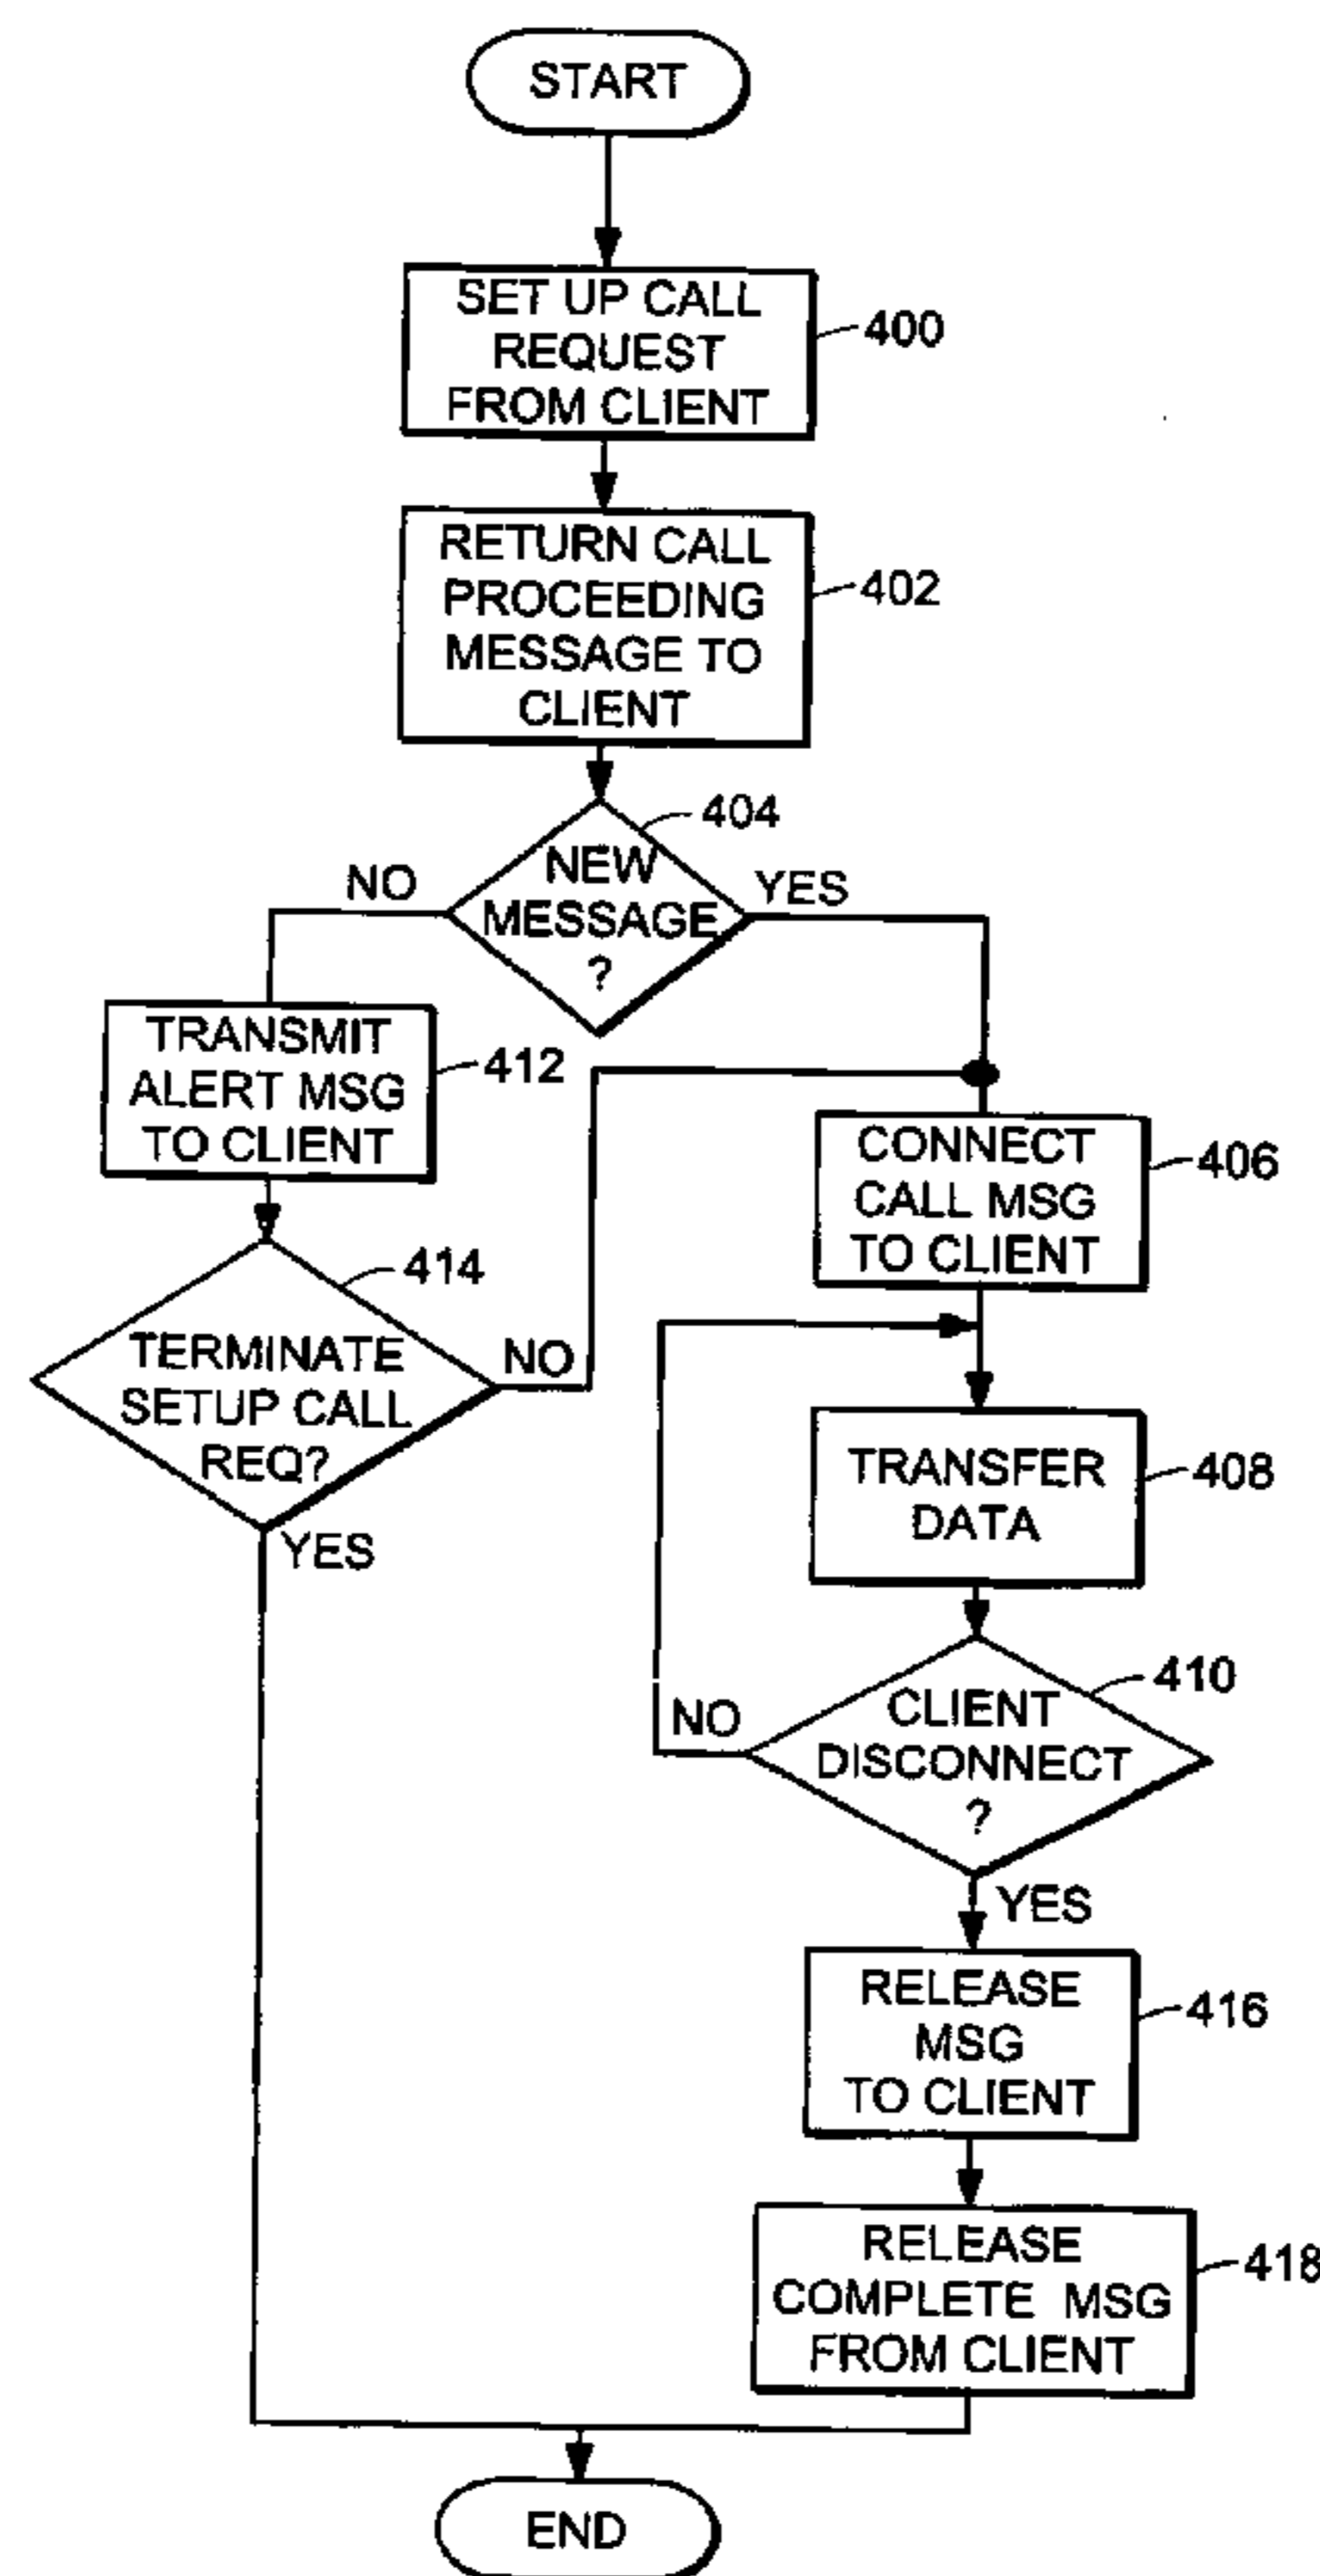 START
SET UP CALL
REQUEST
FROM CLIENT
400
RETURN CALL
PROCEEDING
MESSAGE TO
CLIENT
402
404
NEW
MESSAGE
?
NO
YES
TRANSMIT
ALERT MSG
TO CLIENT
412
CONNECT
CALL MSG
TO CLIENT
406
414
TERMINATE
SETUP CALL
REQ?
NO
YES
TRANSFER
DATA
408
410
CLIENT
DISCONNECT
?
NO
YES
RELEASE
MSG
TO CLIENT
416
RELEASE
COMPLETE MSG
FROM CLIENT
418
END